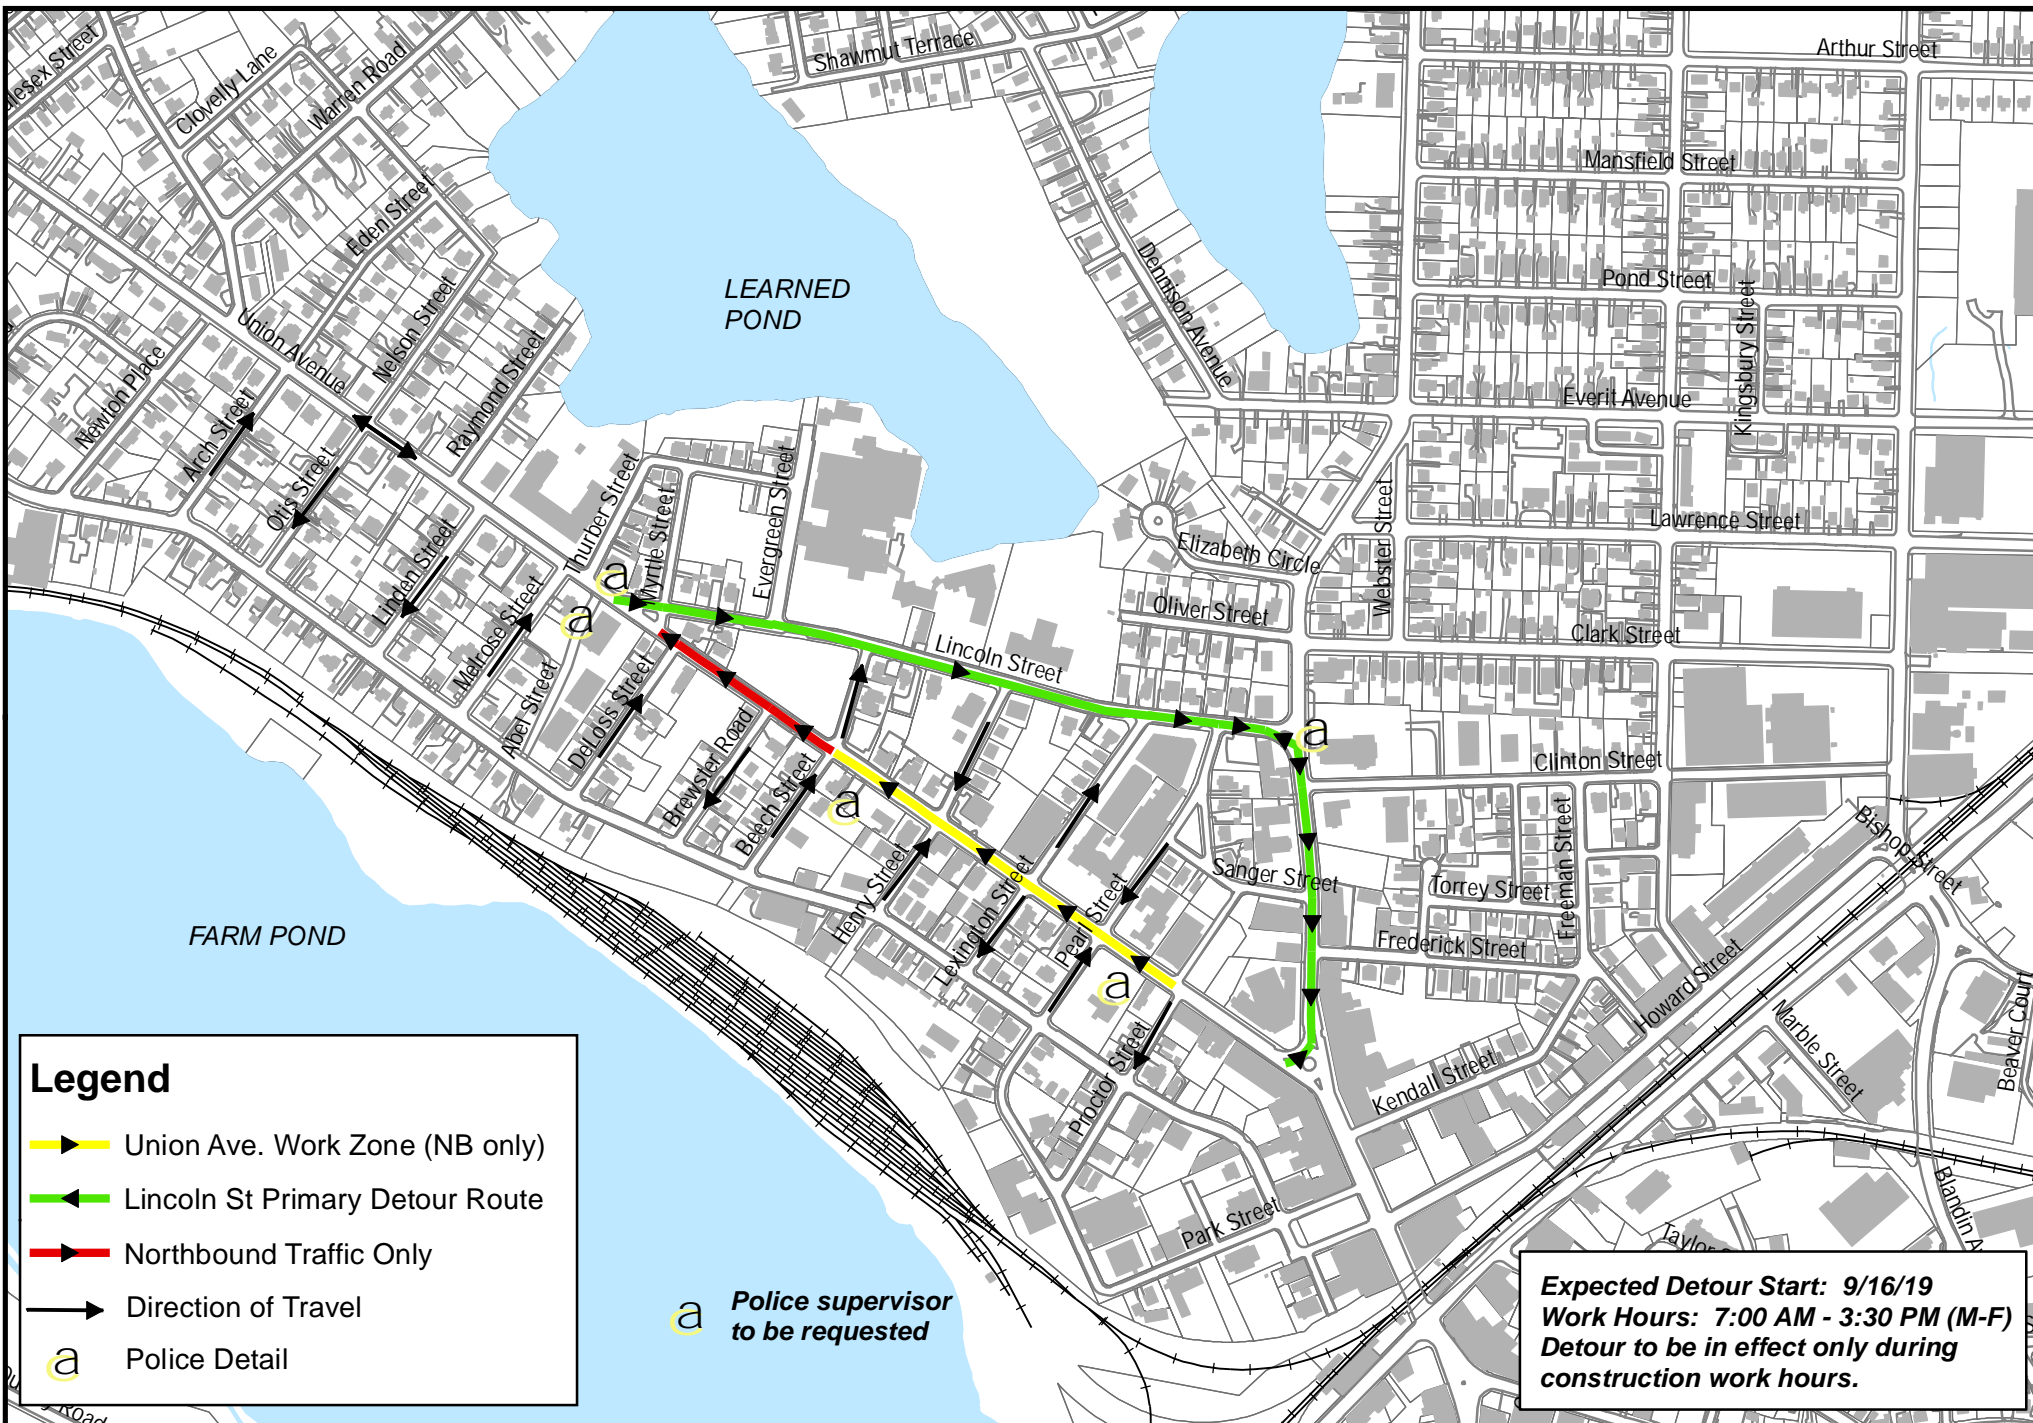 Shawmut Terrace
Arthur Street
Clovelly Lane
Warren Road
Mansfield Street
Eden Street
Dennison Avenue
Pond Street
LEARNED
POND
Union Avenue
Nelson Street
Kingsbury Street
Raymond Street
Newton Place
Arch Street
Everit Avenue
Otis Street
Thurber Street
Myrtle Street
Evergreen Street
Webster Street
Lawrence Street
Elizabeth Circle
Linden Street
a
a
Oliver Street
Clark Street
Melrose Street
Lincoln Street
Abel Street
DeLoss Street
a
Brewster Road
Beech Street
Clinton Street
a
Bishop Street
Freeman Street
Henry Street
Lexington Street
Pearl Street
Sanger Street
Torrey Street
FARM POND
Frederick Street
a
Howard Street
Marble Street
Beaver Court
Proctor Street
Kendall Street
Park Street
Legend
Union Ave. Work Zone (NB only)
Lincoln St Primary Detour Route
Northbound Traffic Only
Direction of Travel
a Police Detail
a Police supervisor
to be requested
Taylor
Blandin A
Expected Detour Start: 9/16/19
Work Hours: 7:00 AM - 3:30 PM (M-F)
Detour to be in effect only during
construction work hours.
Road